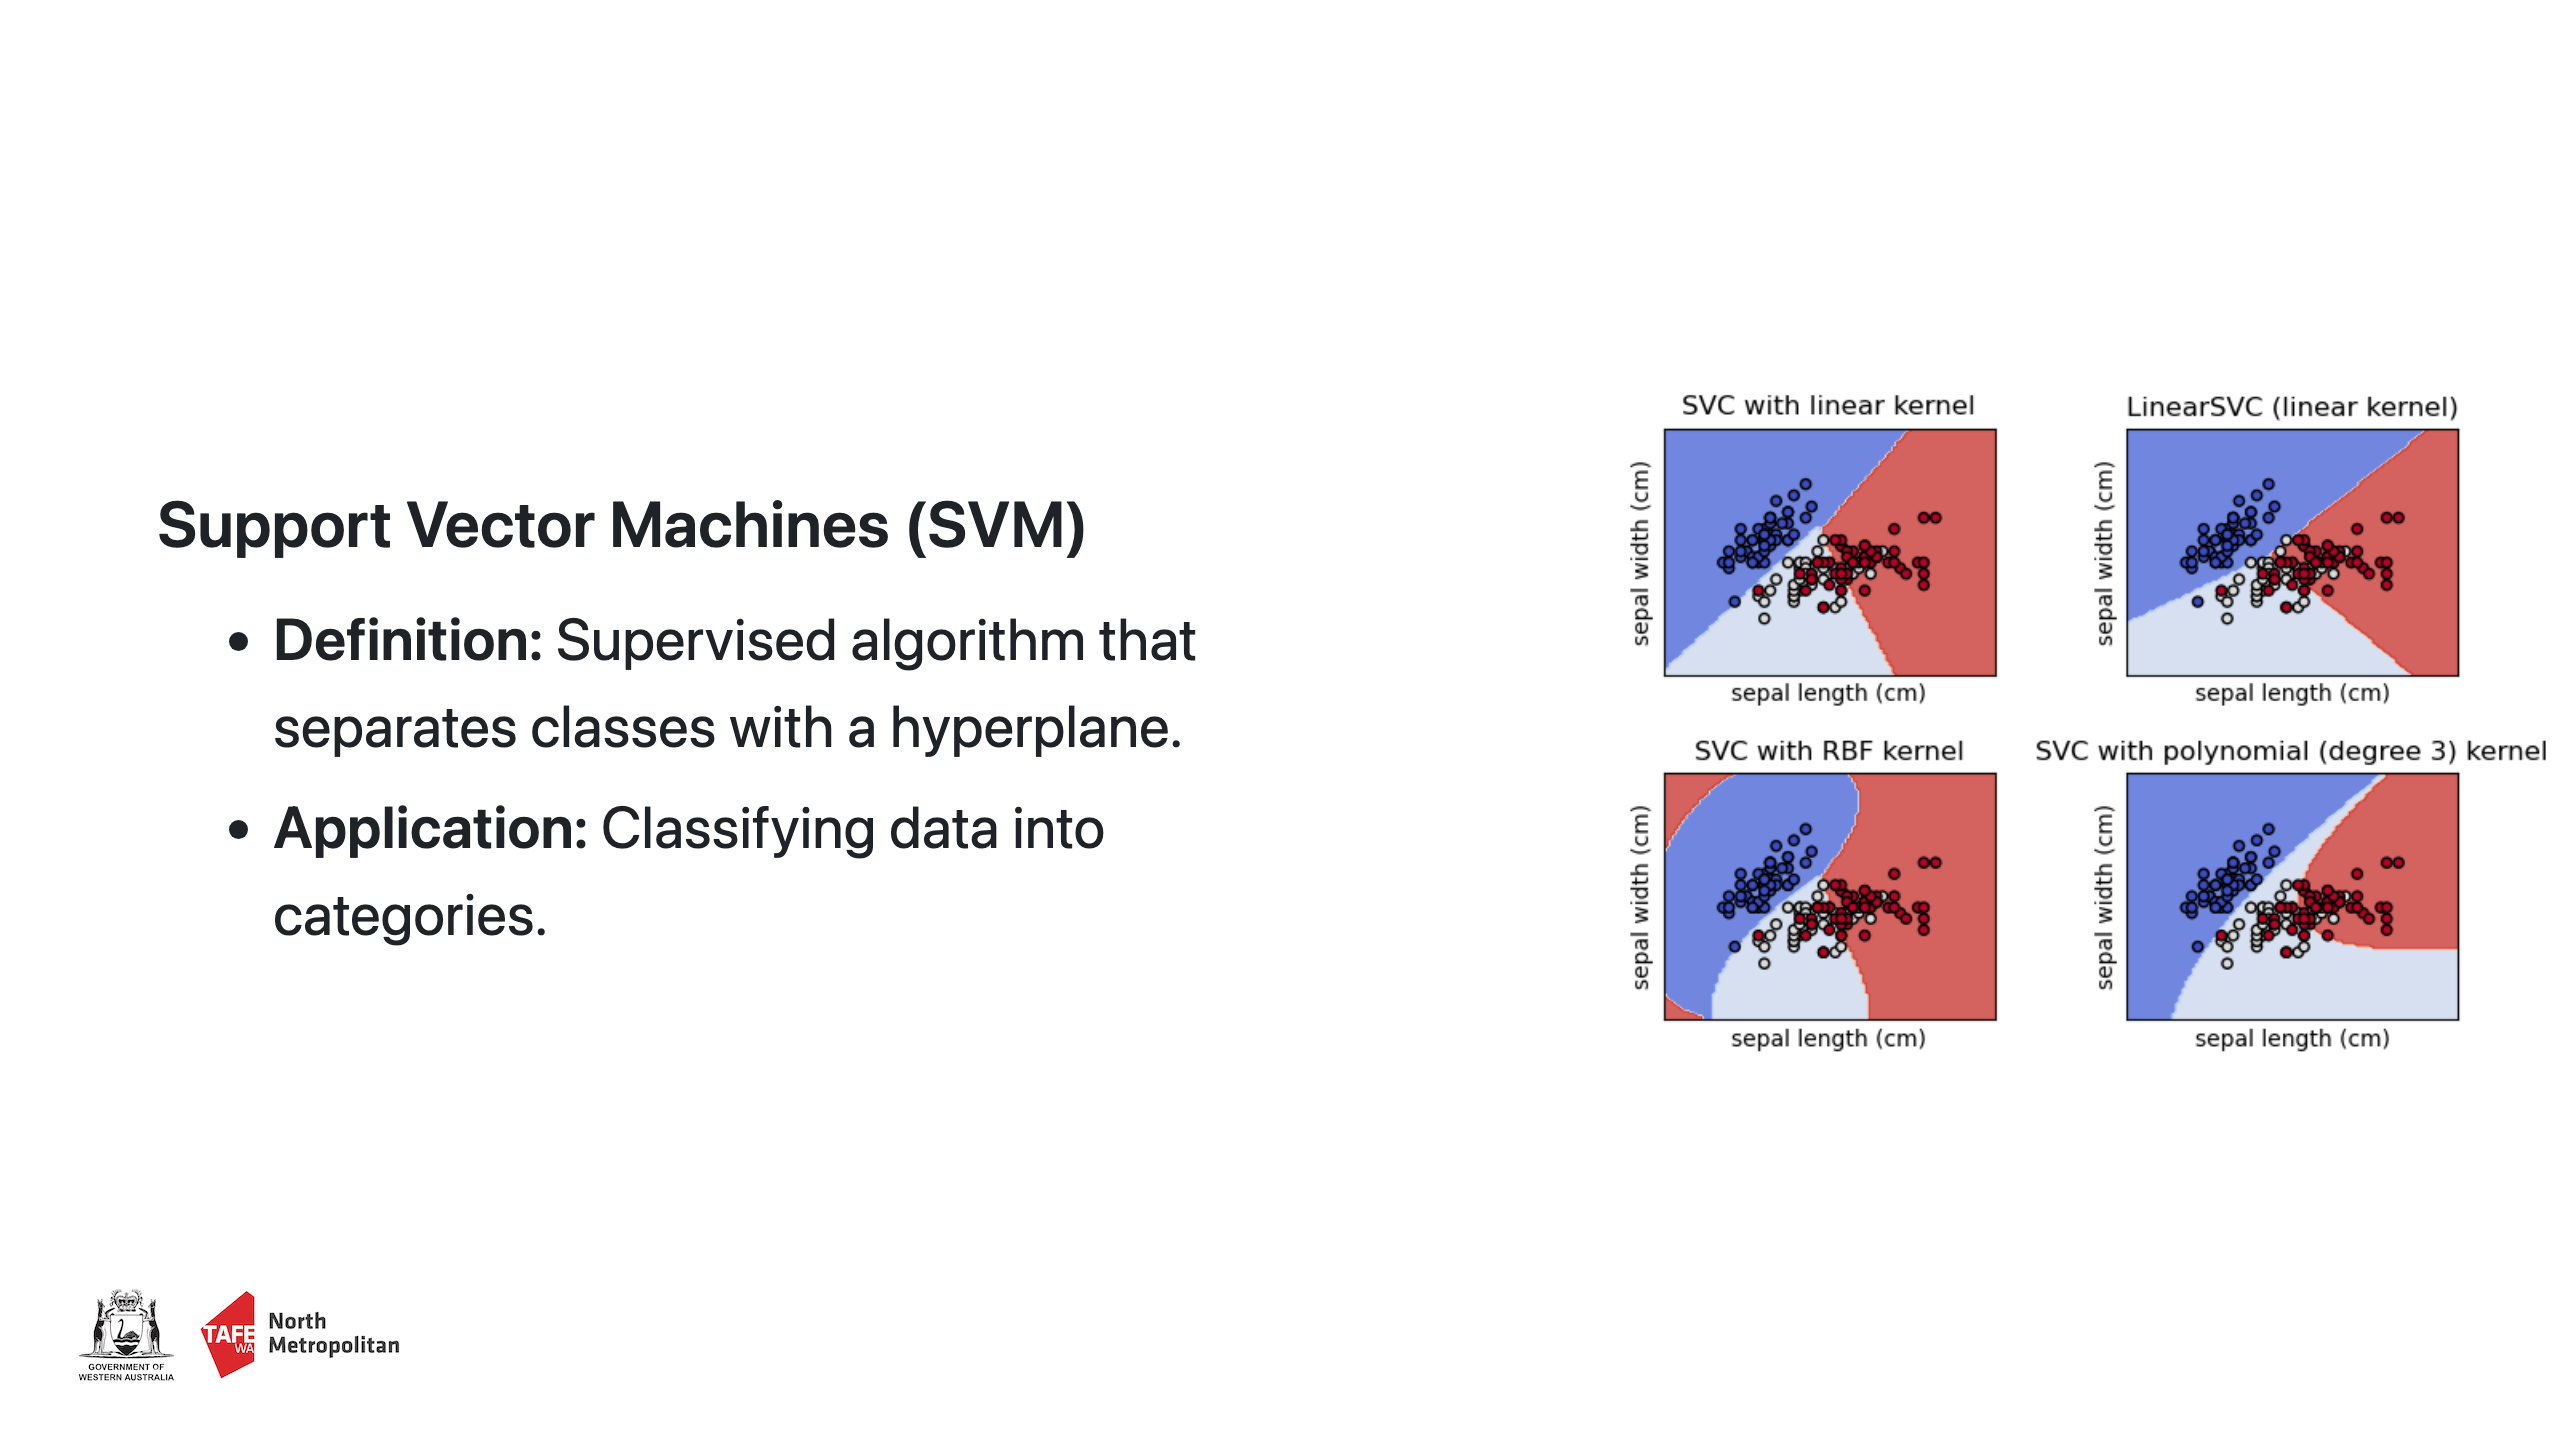 Support Vector Machines (SVM)
• Definition: Supervised algorithm that
separates classes with a hyperplane.
• Application: Classifying data into
categories.
SVC with linear kernel
sepal width (cm)
sepal length (cm)
LinearSVC (linear kernel)
sepal width (cm)
sepal length (cm)
SVC with RBF kernel
sepal width (cm)
sepal length (cm)
SVC with polynomial (degree 3) kernel
sepal width (cm)
sepal length (cm)
GOVERNMENT OF
WESTERN AUSTRALIA
TAFE
WA
North
Metropolitan